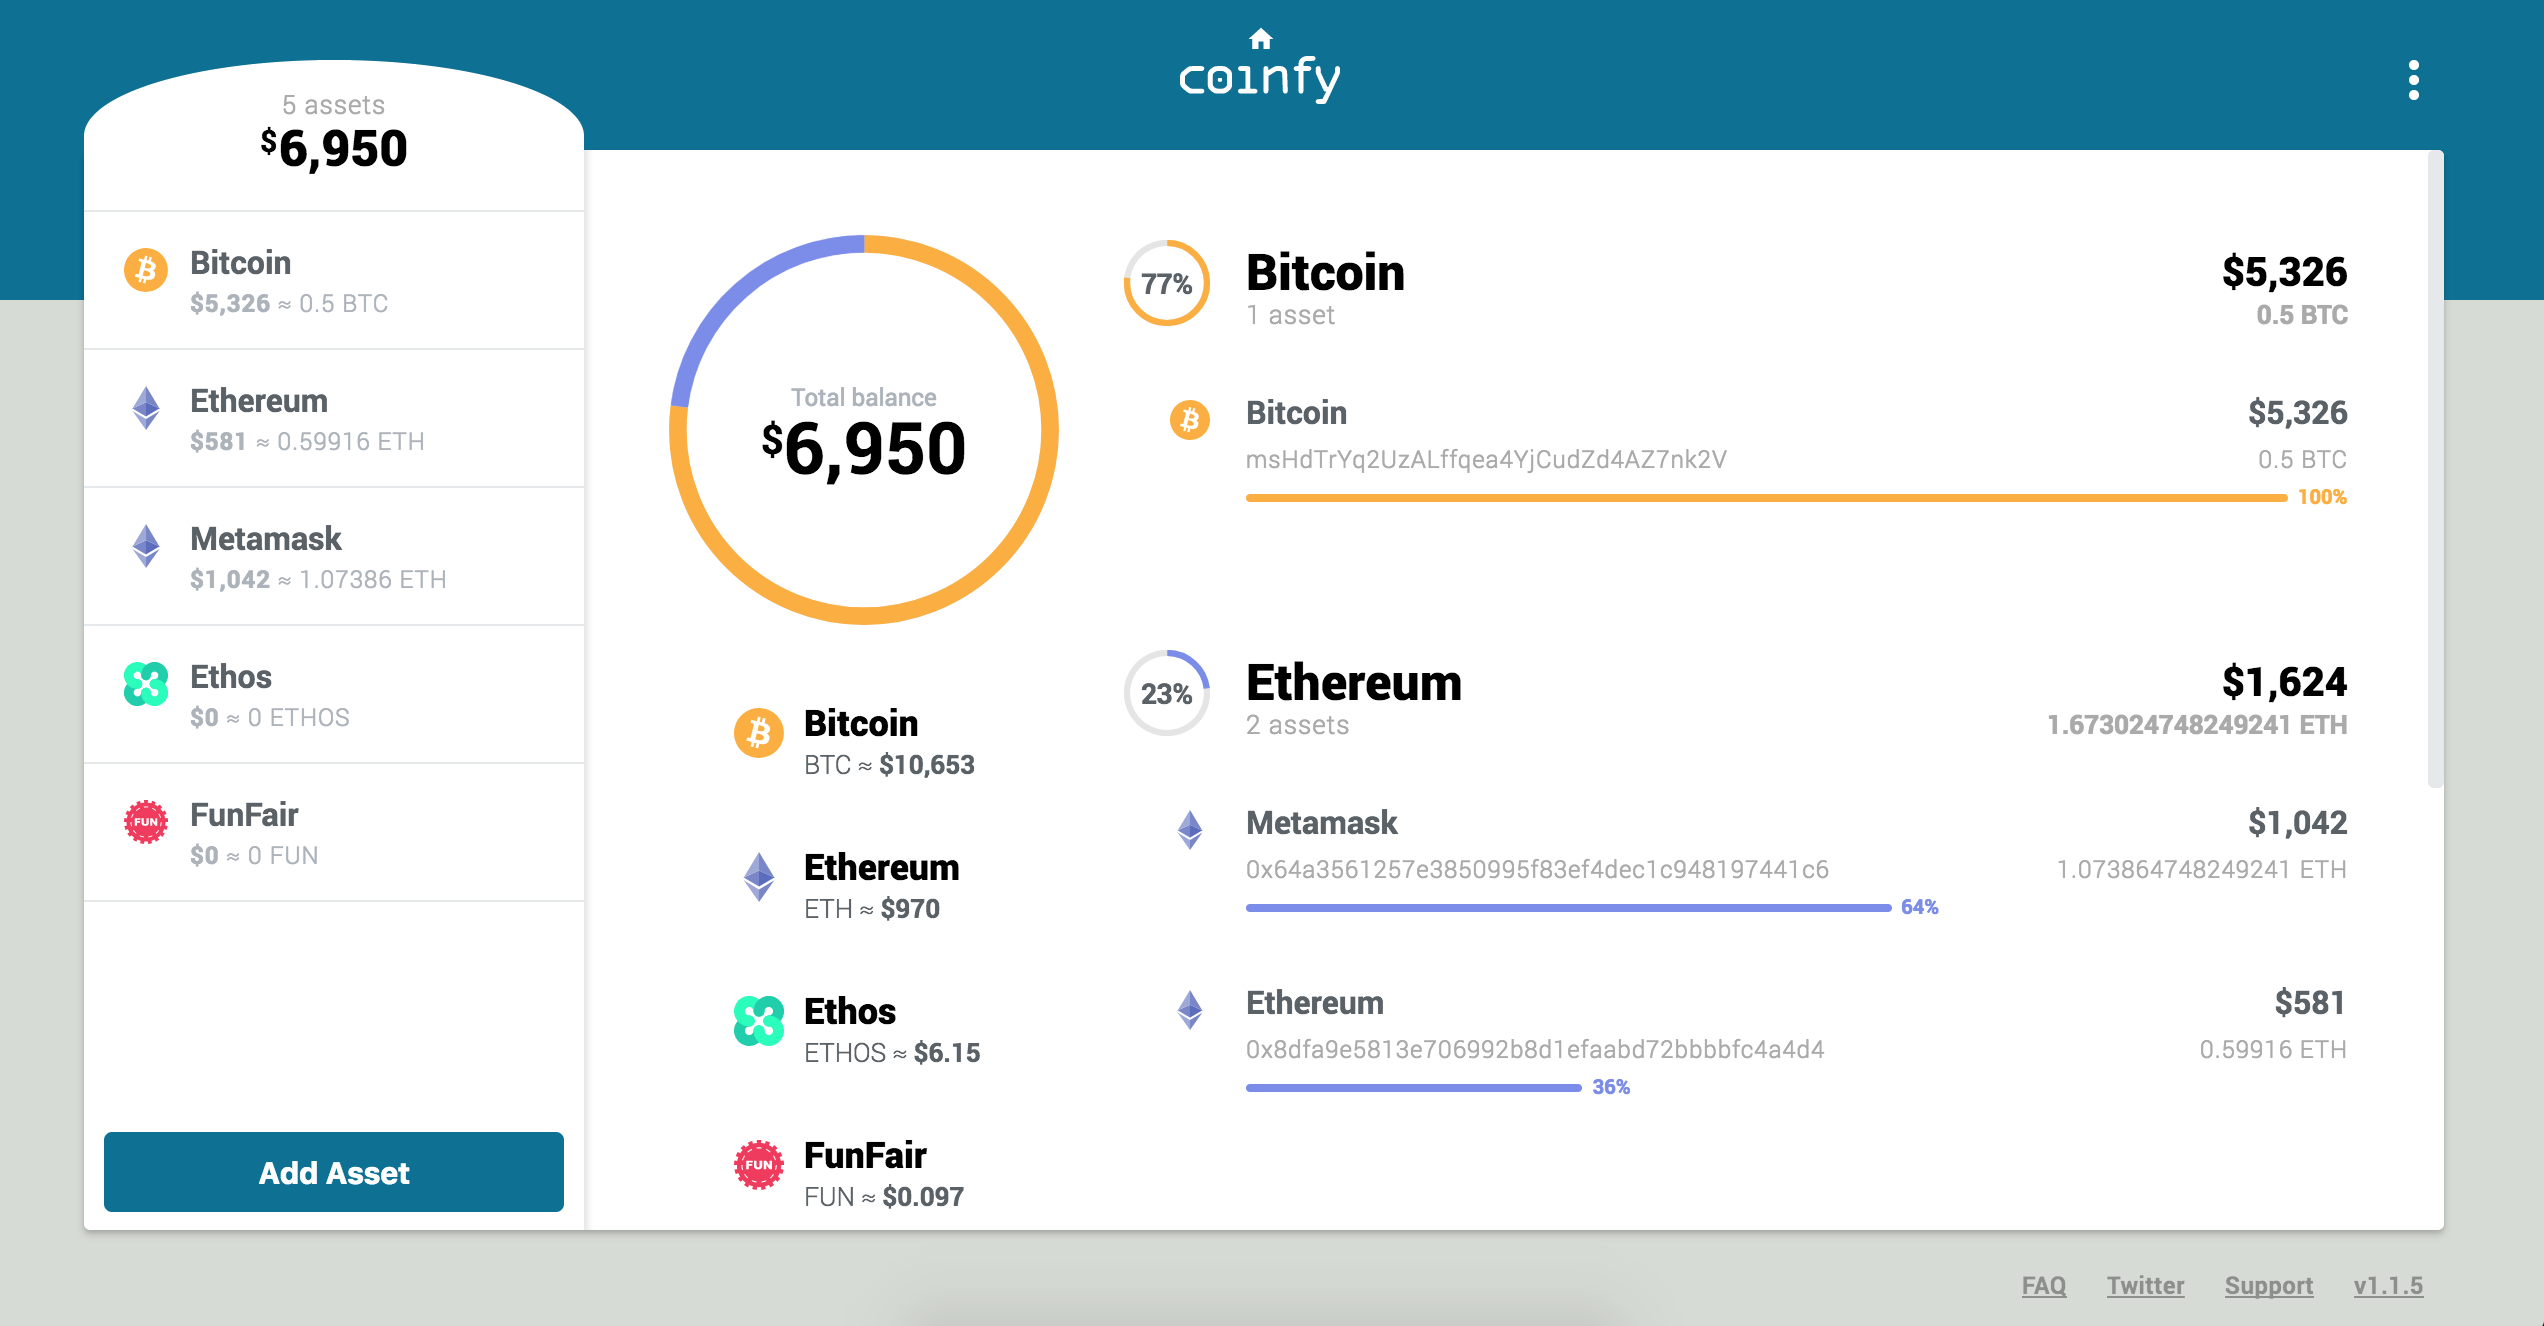 coinfy
5 assets
$6,950
Bitcoin
$5,326 ≈ 0.5 BTC
Ethereum
$581 ≈ 0.59916 ETH
Metamask
$1,042 ≈ 1.07386 ETH
Ethos
$0 ≈ 0 ETHOS
FUN
FunFair
$0 ≈ 0 FUN
Add Asset
Total balance
$6,950
Bitcoin
BTC ≈ $10,653
Ethereum
ETH ≈ $970
Ethos
ETHOS ≈ $6.15
FUN
FunFair
FUN ≈ $0.097
77%
Bitcoin
$5,326
1 asset
0.5 BTC
Bitcoin
$5,326
msHdTrYq2UzALffqea4YjCudZd4AZ7nk2V
0.5 BTC
100%
23%
Ethereum
$1,624
2 assets
1.673024748249241 ETH
Metamask
$1,042
0x64a3561257e3850995f83ef4dec1c948197441c6
1.073864748249241 ETH
64%
Ethereum
$581
0x8dfa9e5813e706992b8d1efaabd72bbbbfc4a4d4
0.59916 ETH
36%
FAQ Twitter Support v1.1.5